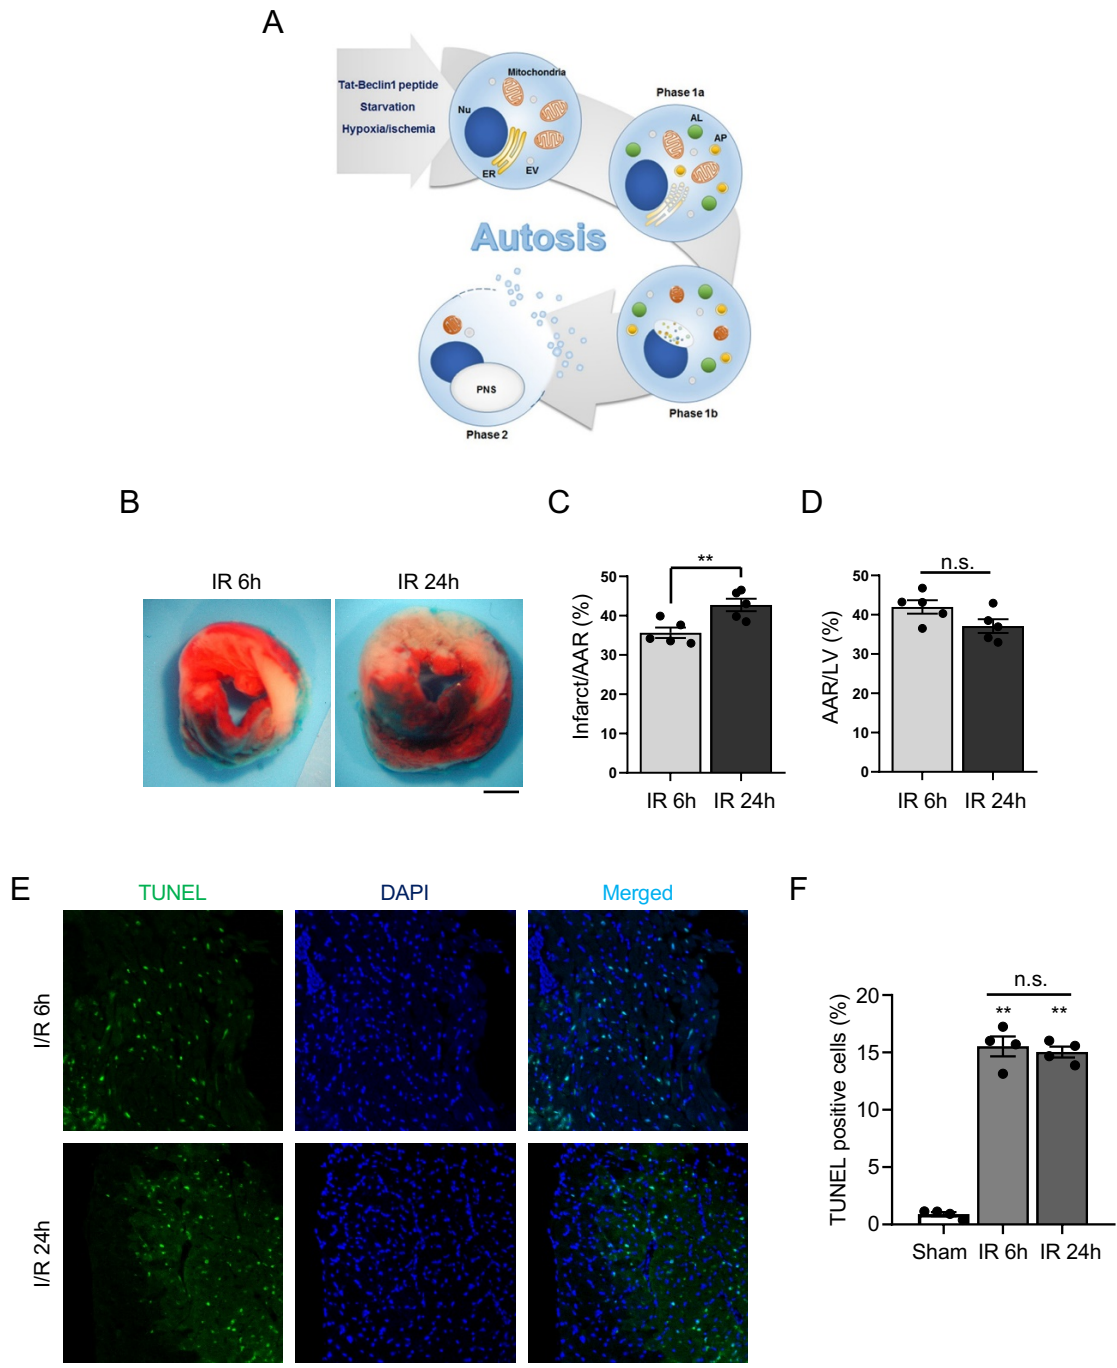 A
Tat-Beclin1 peptide
Starvation
Hypoxia/ischemia
Mitochondria
Nu
ER
EV
Phase 1a
AL
AP
Autosis
PNS
Phase 2
Phase 1b
B
IR 6h
IR 24h
C
Infarct/AAR (%)
50
40
30
20
10
0
**
IR 6h
IR 24h
D
AAR/LV (%)
50
40
30
20
10
0
n.s.
IR 6h
IR 24h
E
TUNEL
DAPI
Merged
I/R 6h
I/R 24h
F
TUNEL positive cells (%)
20
15
10
5
0
n.s.
**
**
Sham
IR 6h
IR 24h